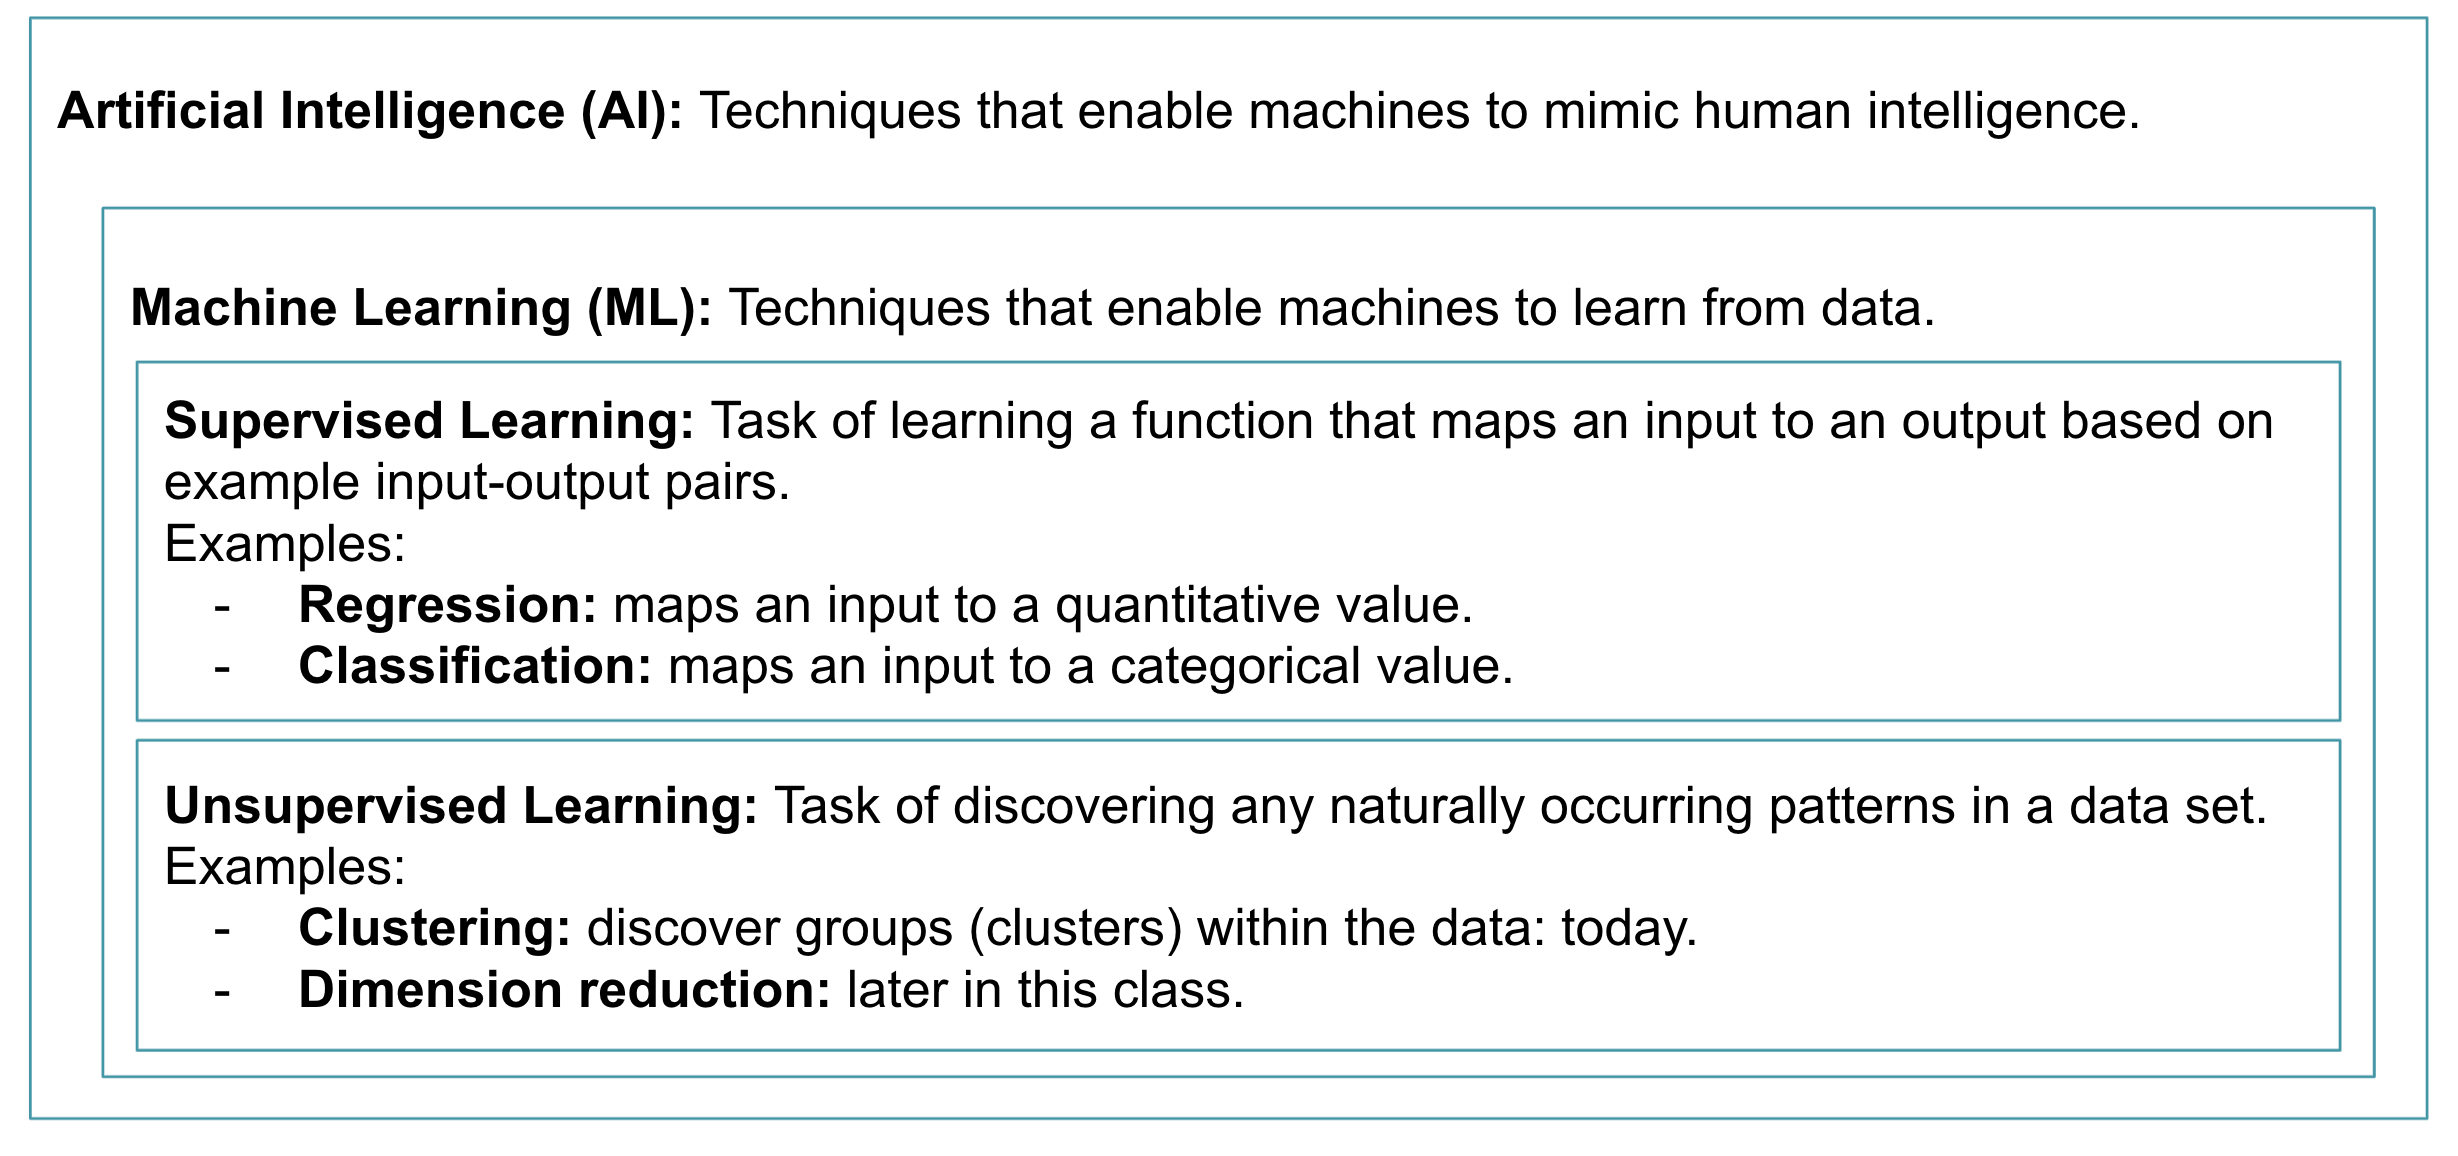 Artificial Intelligence (AI): Techniques that enable machines to mimic human intelligence.
Machine Learning (ML): Techniques that enable machines to learn from data.
Supervised Learning: Task of learning a function that maps an input to an output based on
example input-output pairs.
Examples:
- Regression: maps an input to a quantitative value.
- Classification: maps an input to a categorical value.
Unsupervised Learning: Task of discovering any naturally occurring patterns in a data set.
Examples:
- Clustering: discover groups (clusters) within the data: today.
- Dimension reduction: later in this class.